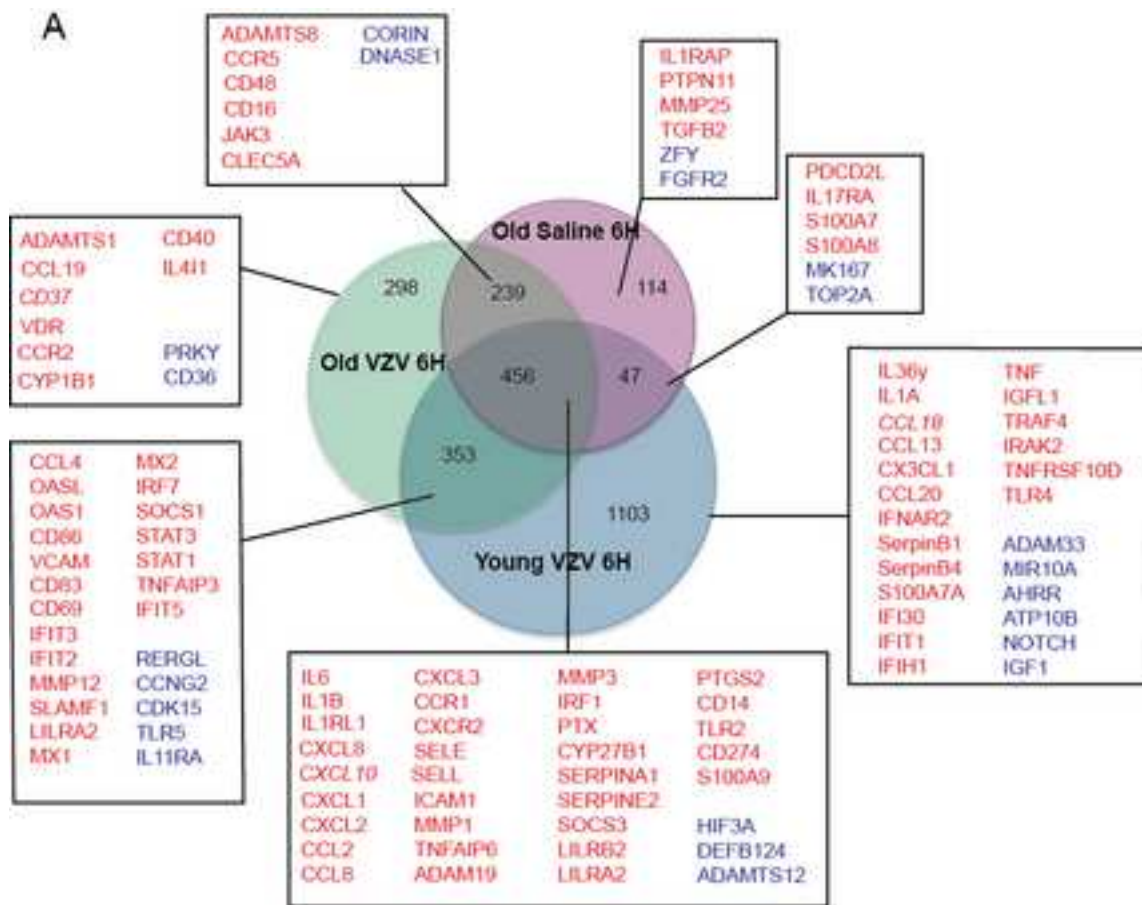 A
ADAMTS8 CORIN
CCR5 DNASE1
CD48
CD16
JAK3
CLEC5A
IL1RAP
PTPN11
MMP25
TGFB2
ZFY
FGFR2
PDCD2L
IL17RA
S100A7
S100A8
MK167
TOP2A
ADAMTS1 CD40
CCL19 IL4I1
CD37
VDR
CCR2 PRKY
CYP1B1 CD36
Old Saline 6H
298
239
114
Old VZV 6H
456
47
353
1103
Young VZV 6H
CCL4 MX2
OASL IRF7
OAS1 SOCS1
CD86 STAT3
VCAM STAT1
CD83 TNFAIP3
CD69 IFIT5
IFIT3
IFIT2 RERGL
MMP12 CCNG2
SLAMF1 CDK15
LILRA2 TLR5
MX1 IL11RA
IL36y TNF
IL1A IGFL1
CCL18 TRAF4
CCL13 IRAK2
CX3CL1 TNFRSF10D
CCL20 TLR4
IFNAR2
SerpinB1 ADAM33
SerpinB4 MIR10A
S100A7A AHRR
IFI30 ATP10B
IFIT1 NOTCH
IFIH1 IGF1
IL6 CXCL3 MMP3 PTGS2
IL1B CCR1 IRF1 CD14
IL1RL1 CXCR2 PTX TLR2
CXCL8 SELE CYP27B1 CD274
CXCL10 SELL SERPINA1 S100A9
CXCL1 ICAM1 SERPINE2
CXCL2 MMP1 SOCS3 HIF3A
CCL2 TNFAIP6 LILRB2 DEFB124
CCL8 ADAM19 LILRA2 ADAMTS12